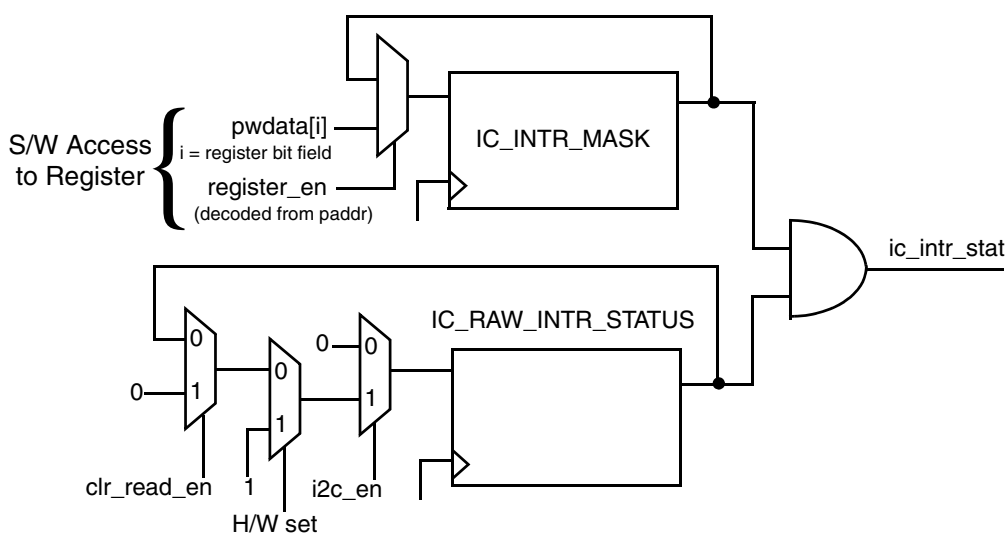 S/W Access
to Register
pwdata[i]
i = register bit field
register_en
(decoded from paddr)
IC_INTR_MASK
ic_intr_stat
IC_RAW_INTR_STATUS
0
1
0
0
1
1
0
0
1
clr_read_en
H/W set
i2c_en